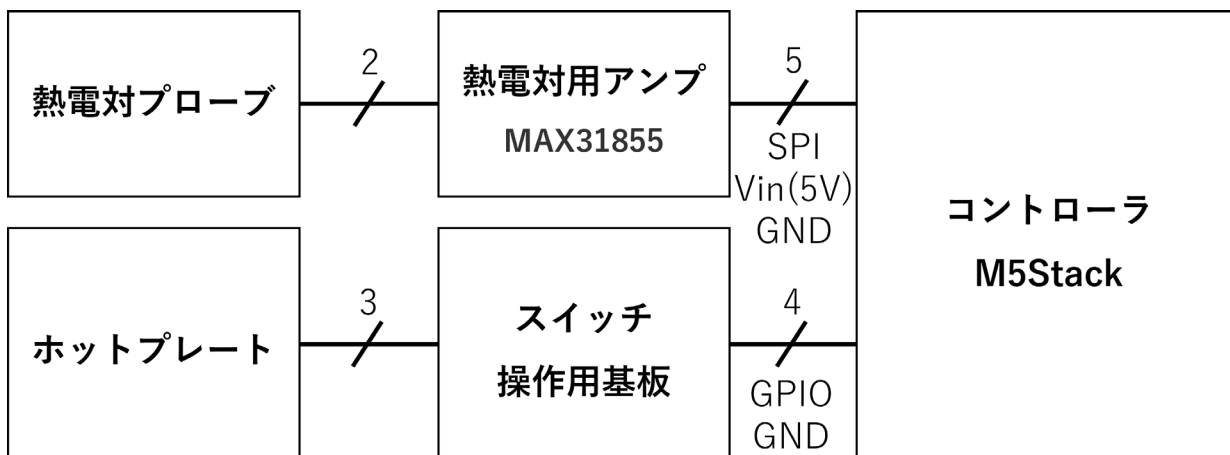 熱電対プローブ
2
熱電対用アンプ
MAX31855
5
SPI
Vin(5V)
GND
コントローラ
M5Stack
ホットプレート
3
スイッチ
操作用基板
4
GPIO
GND